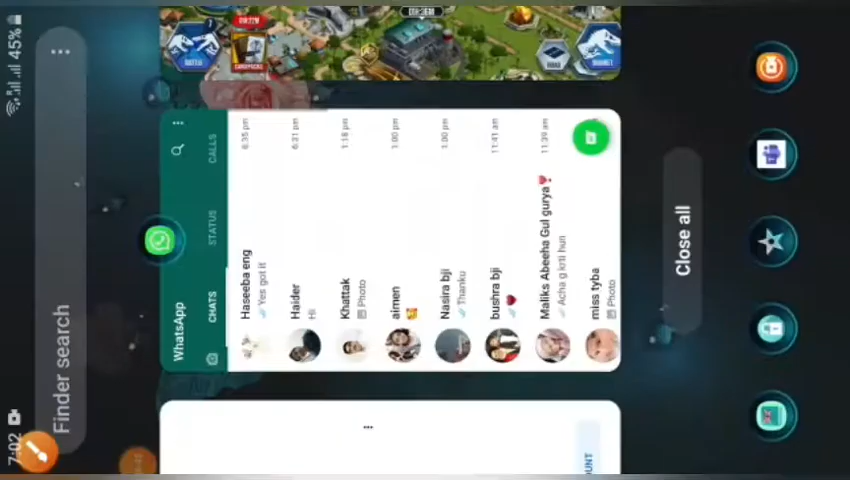 7:02
45%
Finder search
WhatsApp
CHATS
STATUS
CALLS
Haseeba eng
Yes got it
6:35 pm
Haider
Hi
6:21 pm
Khattak
Photo
1:18 pm
aimen
🥰
1:00 pm
Nasira bji
Thanku
1:00 pm
bushra bji
♥
11:41 am
Maliks Abeeha Gul gurya❣
Acha g krti hun
11:39 am
miss tyba
Photo
Close all